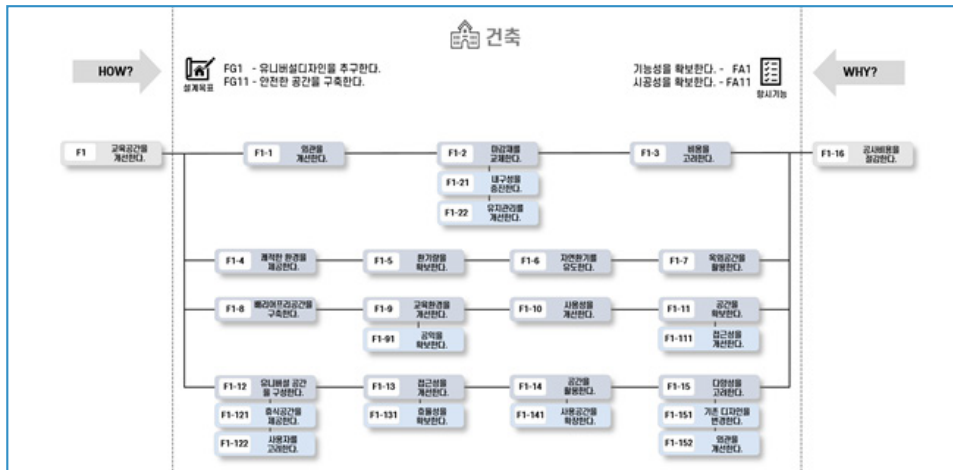 건축
HOW?
설계목표
FG1 - 유니버설디자인을 추구한다.
FG11 - 안전한 공간을 구축한다.
기능성을 확보한다. - FA1
시공성을 확보한다. - FA11
항시기능
WHY?
F1 교육공간을
개선한다.
F1-1 외관을
개선한다.
F1-2 마감재를
교체한다.
F1-3 비용을
고려한다.
F1-16 공사비용을
절감한다.
F1-21 내구성을
증진한다.
F1-22 유지관리를
개선한다.
F1-4 쾌적한 환경을
제공한다.
F1-5 환기량을
확보한다.
F1-6 자연환기를
유도한다.
F1-7 옥외공간을
활용한다.
F1-8 베리어프리공간을
구축한다.
F1-9 교육환경을
개선한다.
F1-10 사용성을
개선한다.
F1-11 공간을
확보한다.
F1-91 공익을
확보한다.
F1-111 접근성을
개선한다.
F1-12 유니버설 공간
을 구성한다.
F1-13 접근성을
개선한다.
F1-14 공간을
활용한다.
F1-15 다양성을
고려한다.
F1-121 휴식공간을
제공한다.
F1-131 효율성을
확보한다.
F1-141 사용공간을
확장한다.
F1-151 기존 디자인을
변경한다.
F1-122 사용자를
고려한다.
F1-152 외관을
개선한다.